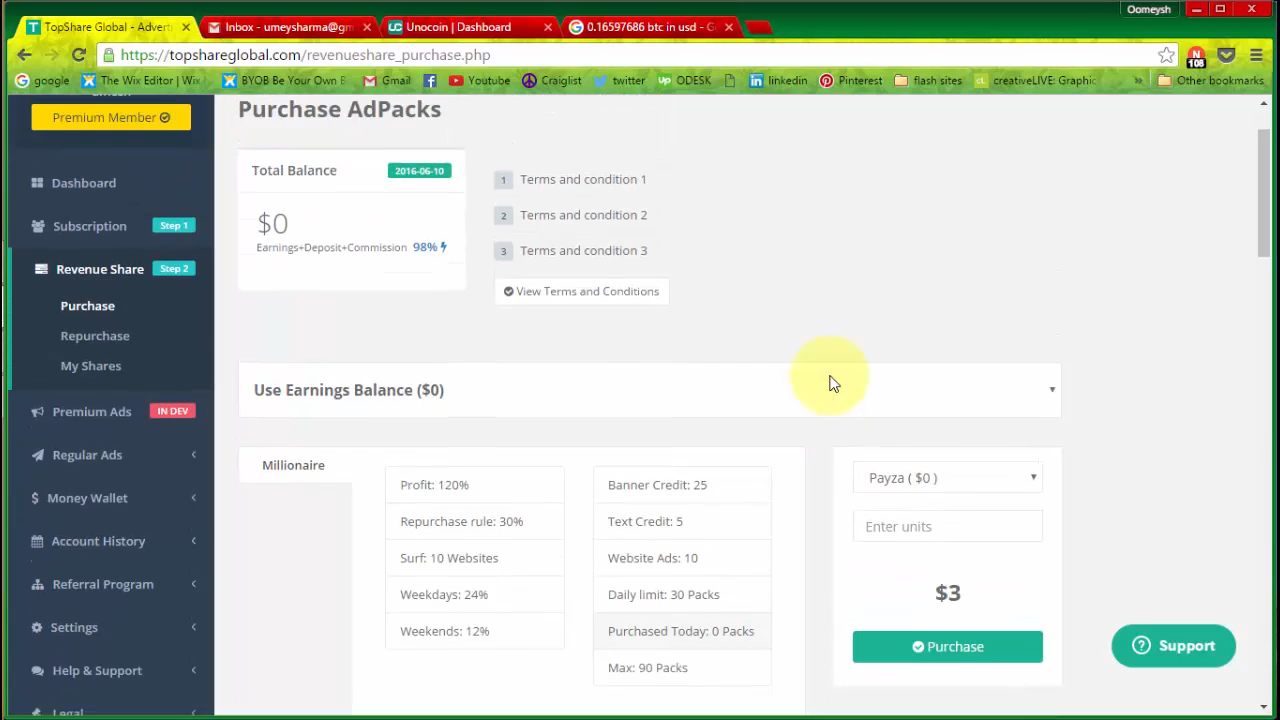 Oomeysh
TopShare Global - Adverti
Inbox - umeysharma@gm
Unocoin | Dashboard
0.16597686 btc in usd - G
https://topshareglobal.com/revenueshare_purchase.php
N
108
google
The Wix Editor | Wix
BYOB Be Your Own B
Gmail
Youtube
Craiglist
twitter
Up ODESK
linkedin
Pinterest
flash sites
creativeLIVE: Graphic
»
Other bookmarks
Premium Member
Dashboard
Subscription
Step 1
Revenue Share
Step 2
Purchase
Repurchase
My Shares
Premium Ads
IN DEV
Regular Ads
Money Wallet
Account History
Referral Program
Settings
Help & Support
Legal
Purchase AdPacks
Total Balance
2016-06-10
$0
Earnings+Deposit+Commission 98%
1 Terms and condition 1
2 Terms and condition 2
3 Terms and condition 3
View Terms and Conditions
Use Earnings Balance ($0)
Millionaire
Profit: 120%
Repurchase rule: 30%
Surf: 10 Websites
Weekdays: 24%
Weekends: 12%
Banner Credit: 25
Text Credit: 5
Website Ads: 10
Daily limit: 30 Packs
Purchased Today: 0 Packs
Max: 90 Packs
Payza ( $0 )
Enter units
$3
Purchase
Support